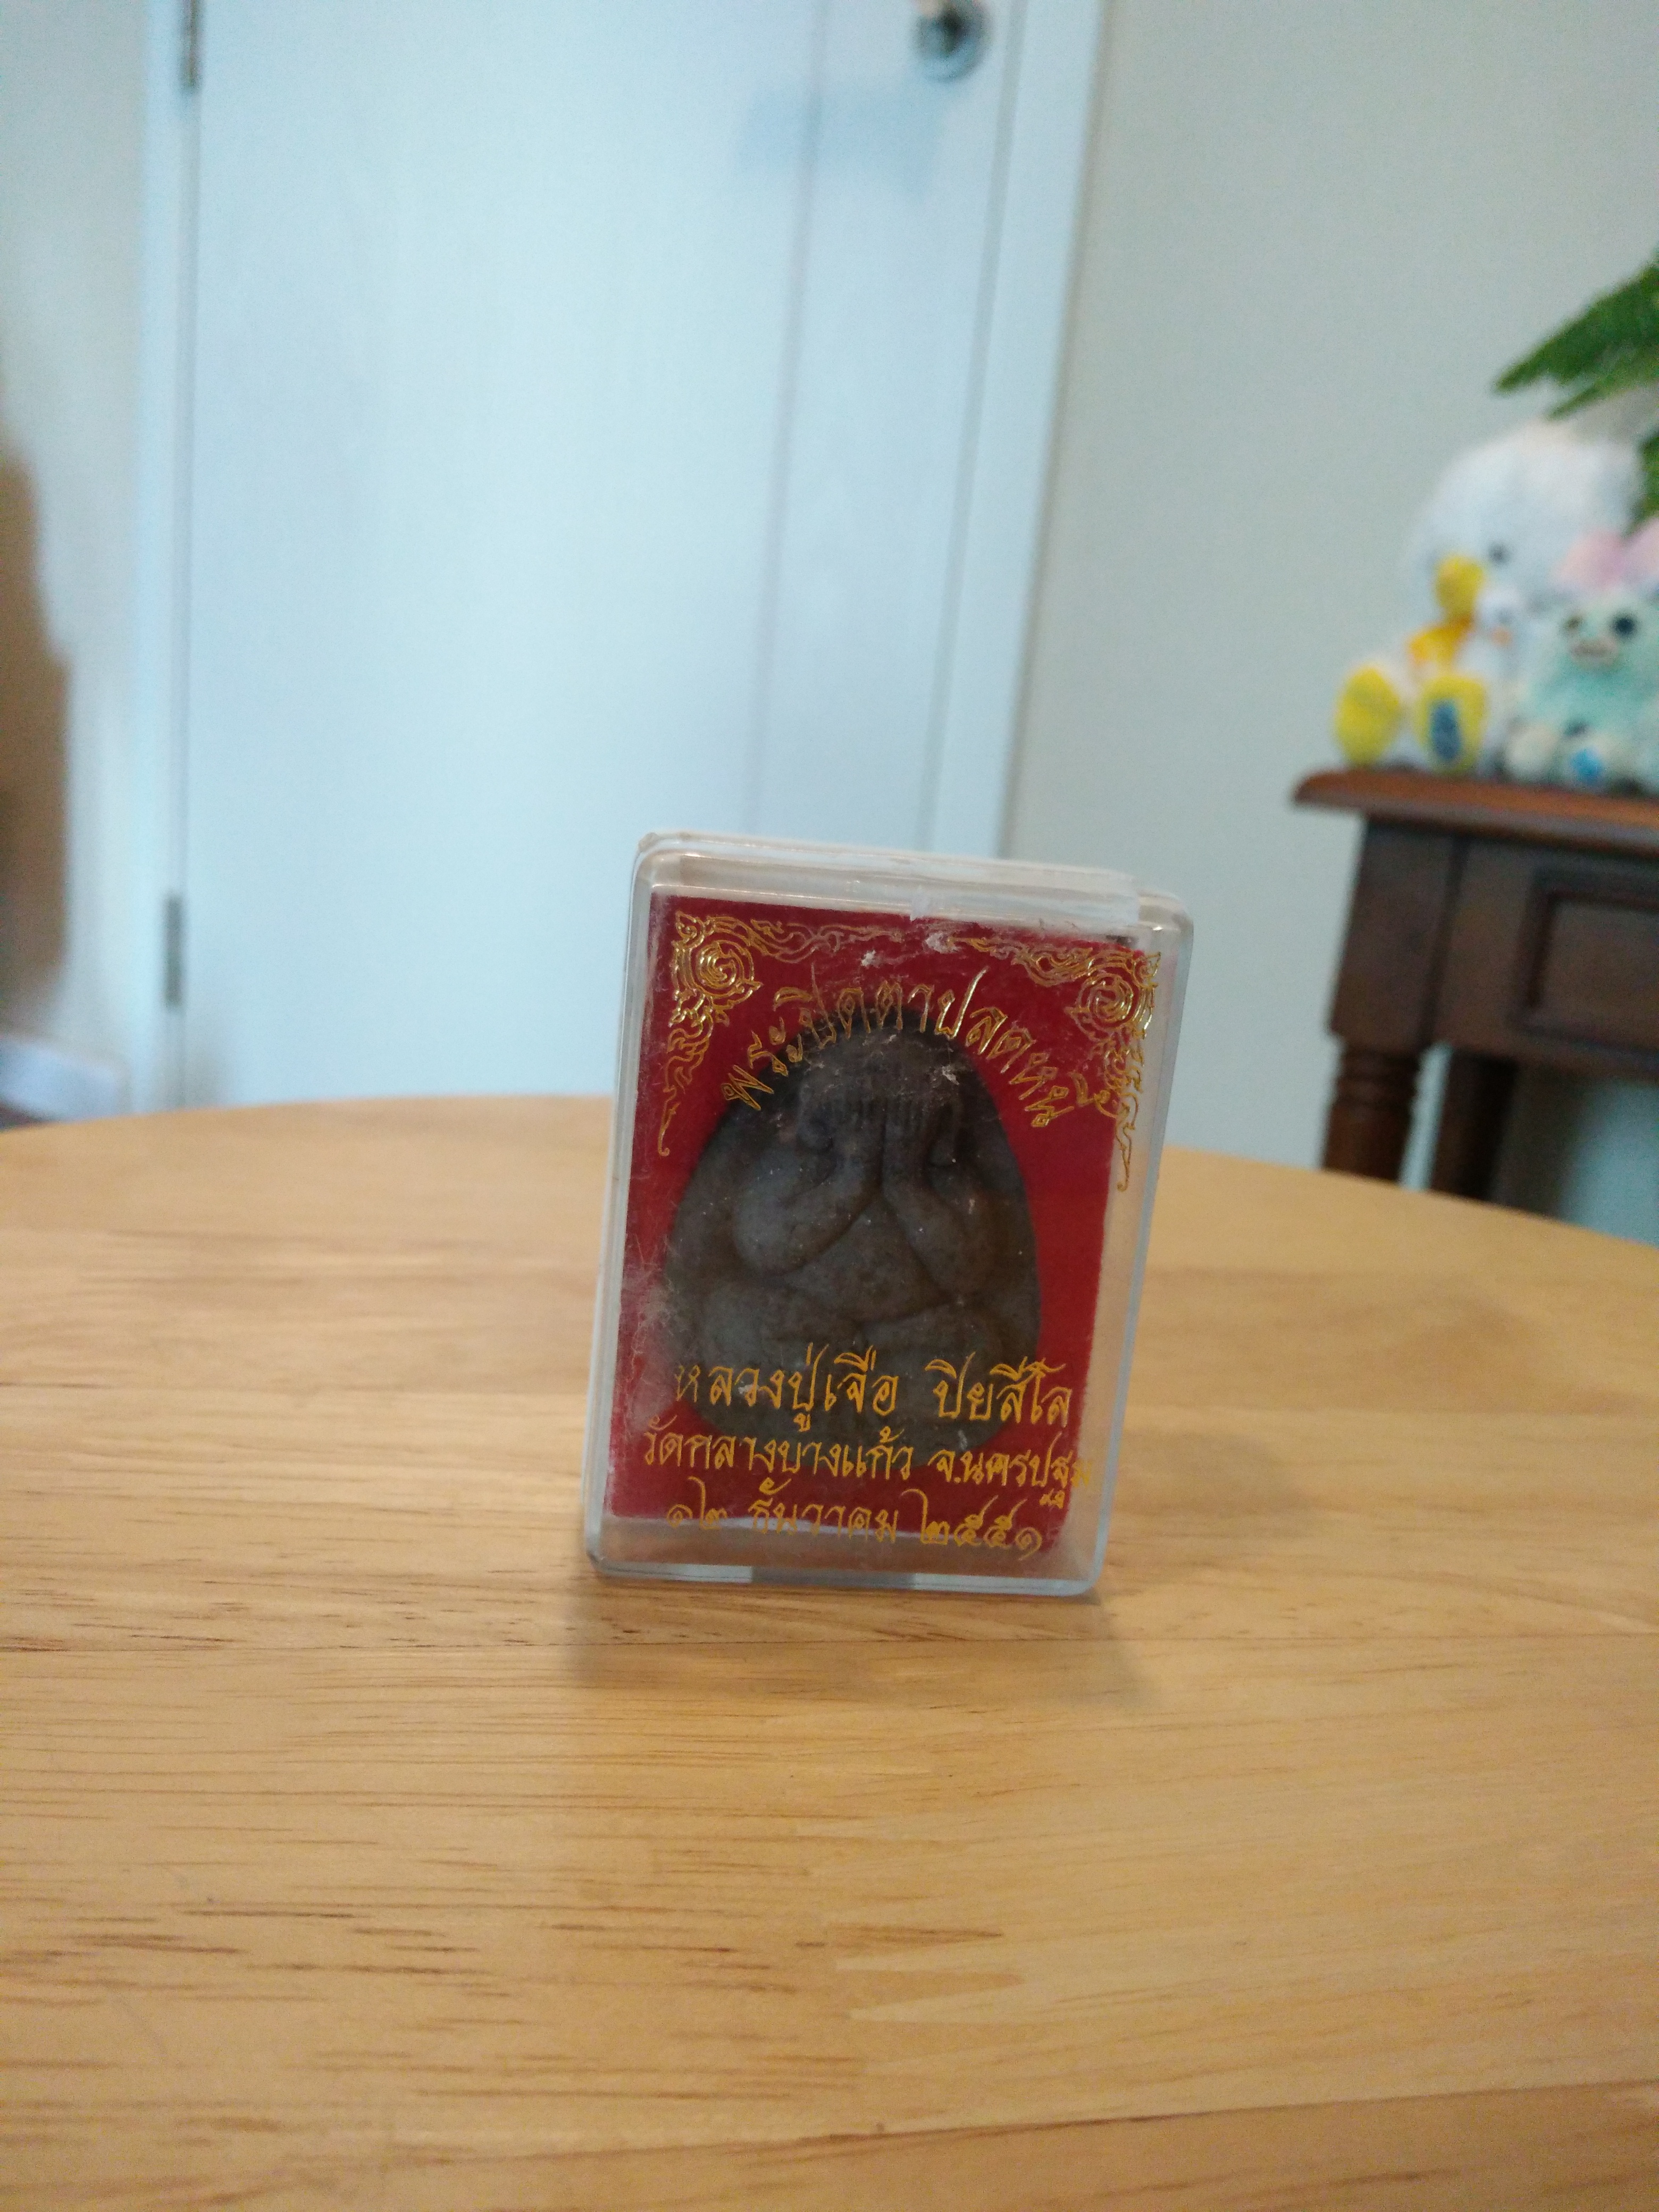 พระปิดตาปลดหนี้
หลวงปู่เจือ ปิยสีโล
วัดกลางบางแก้ว จ.นครปฐม
๑๒ ธันวาคม ๒๕๕๑